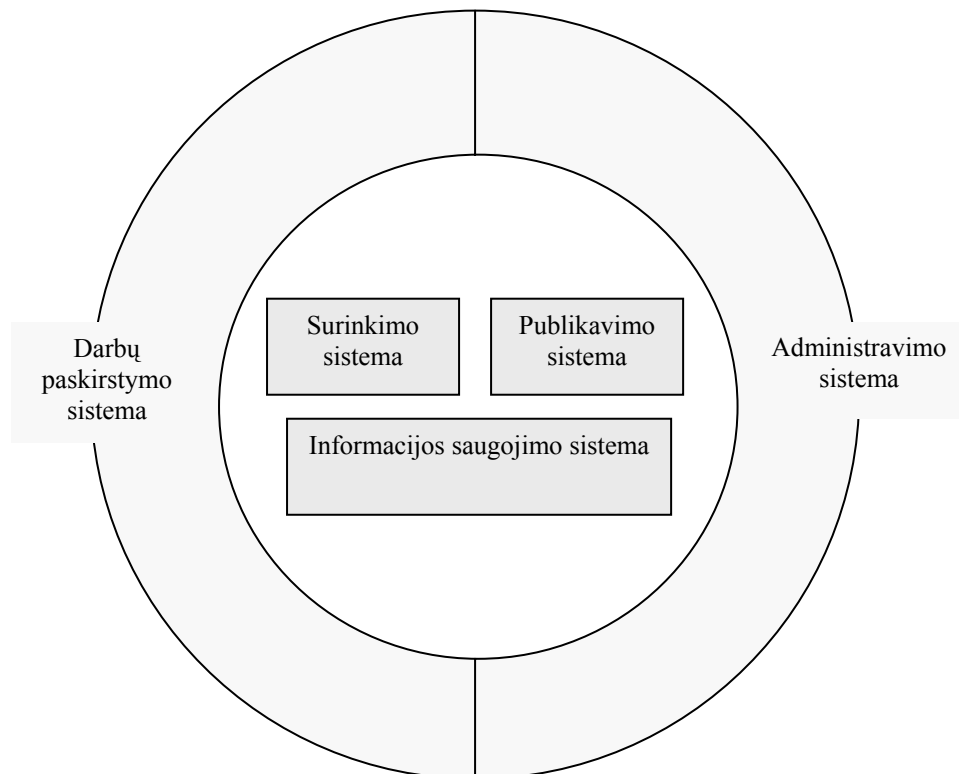 Surinkimo
sistema
Publikavimo
sistema
Darbų
paskirstymo
sistema
Administravimo
sistema
Informacijos saugojimo sistema